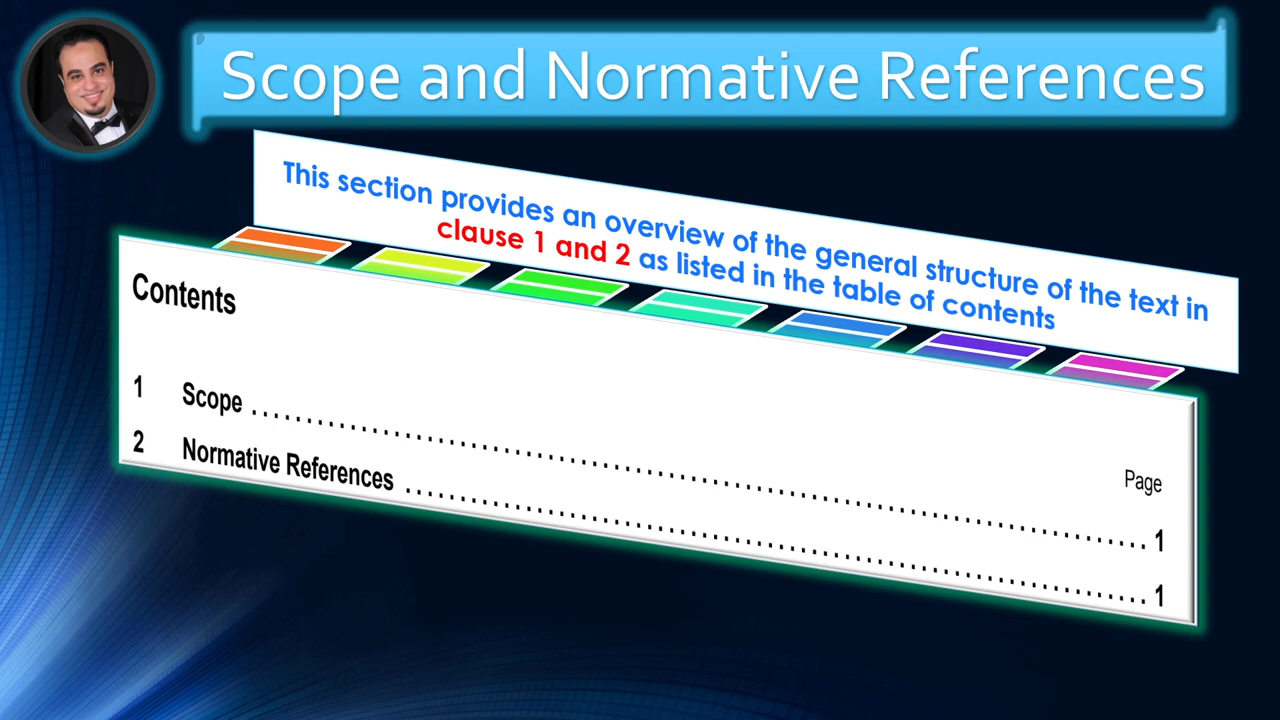 Scope and Normative References
This section provides an overview of the general structure of the text in
clause 1 and 2 as listed in the table of contents
Contents
Page
1 Scope ........................................................................ 1
2 Normative References ............................................................ 1